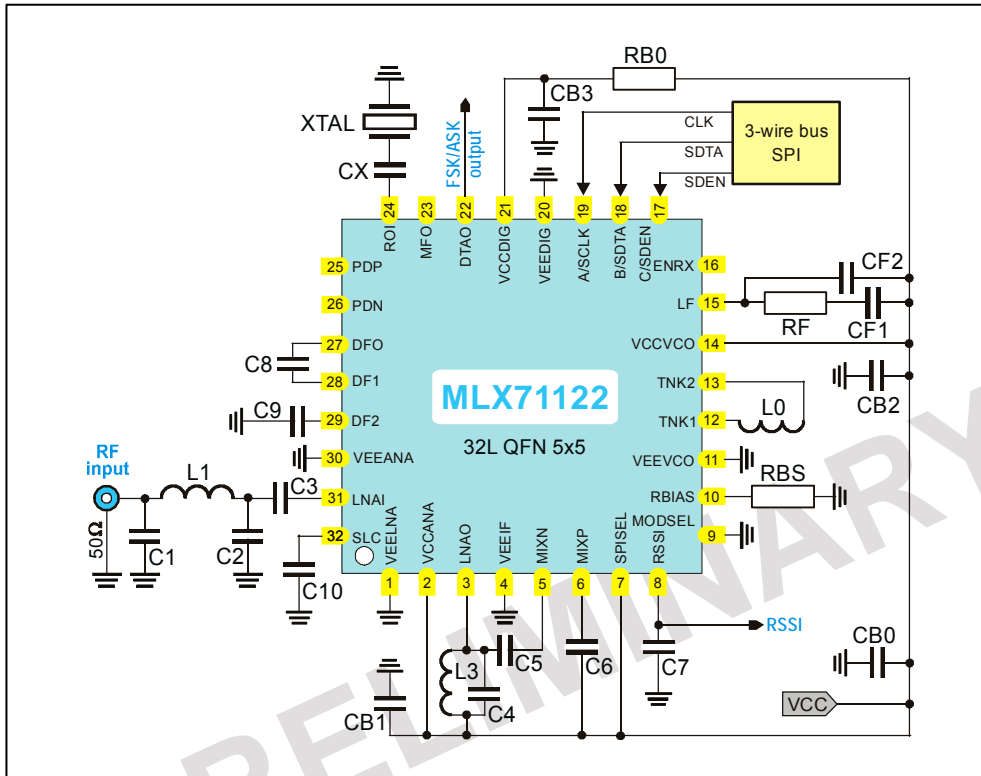 RB0
CB3
XTAL
CLK
3-wire bus
SPI
FSK/ASK
output
SDTA
CX
SDEN
24 23 22 21 20 19 18 17
ROI MFO DTAO VCCDIG VEEDIG A/SCLK B/SDTA C/SDEN
25 PDP
ENRX 16
CF2
26 PDN
LF 15
RF
CF1
27 DFO
VCCVCO 14
C8
28 DF1
TNK2 13
CB2
MLX71122
C9
29 DF2
TNK1 12
L0
32L QFN 5x5
RF
input
30 VEEANA
VEEVCO 11
L1
C3
RBS
31 LNAI
RBIAS 10
50Ω
C1
C2
32 SLC
MODSEL
9
C10
VEELNA VCCANA LNAO VEEIF MIXN MIXP SPISEL RSSI
1 2 3 4 5 6 7 8
RSSI
L3
C5
C6
C7
CB0
C4
CB1
VCC
PRELIMINARY